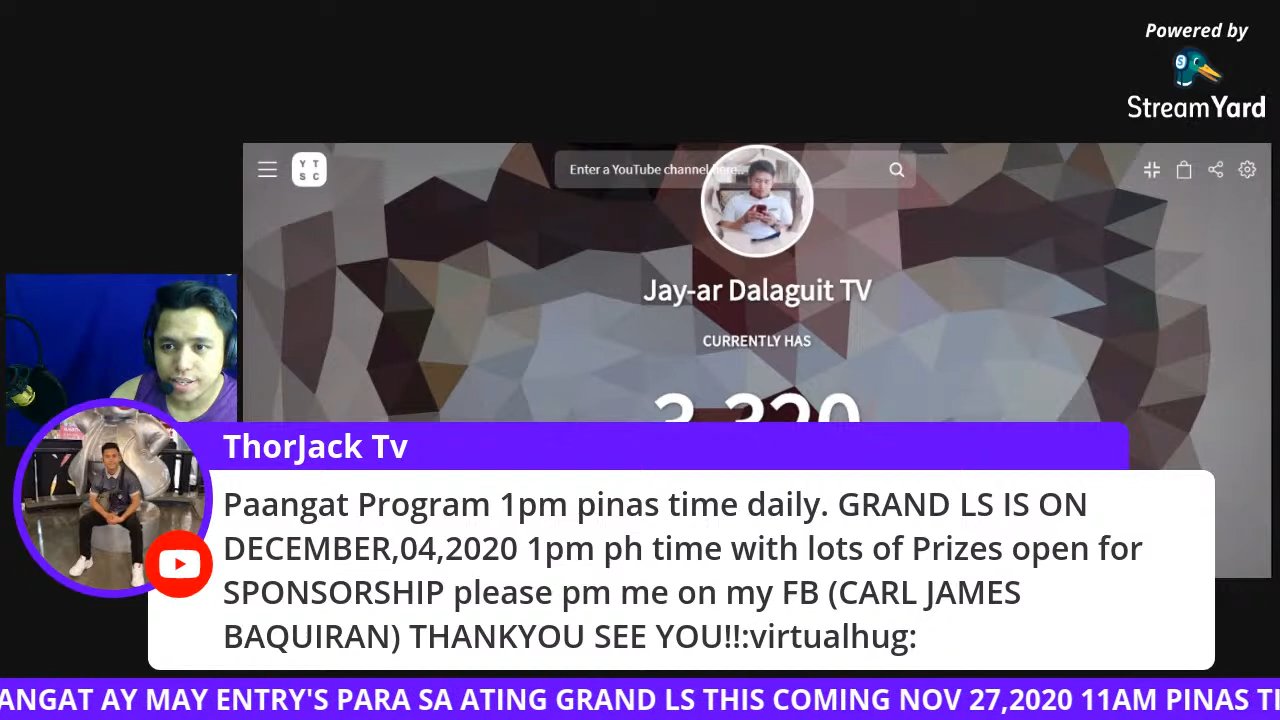 Powered by
StreamYard
Y T
S C
Enter a YouTube channel here...
Jay-ar Dalaguit TV
CURRENTLY HAS
3,320
ThorJack Tv
Paangat Program 1pm pinas time daily. GRAND LS IS ON
DECEMBER,04,2020 1pm ph time with lots of Prizes open for
SPONSORSHIP please pm me on my FB (CARL JAMES
BAQUIRAN) THANKYOU SEE YOU!!:virtualhug:
ANGAT AY MAY ENTRY'S PARA SA ATING GRAND LS THIS COMING NOV 27,2020 11AM PINAS TI